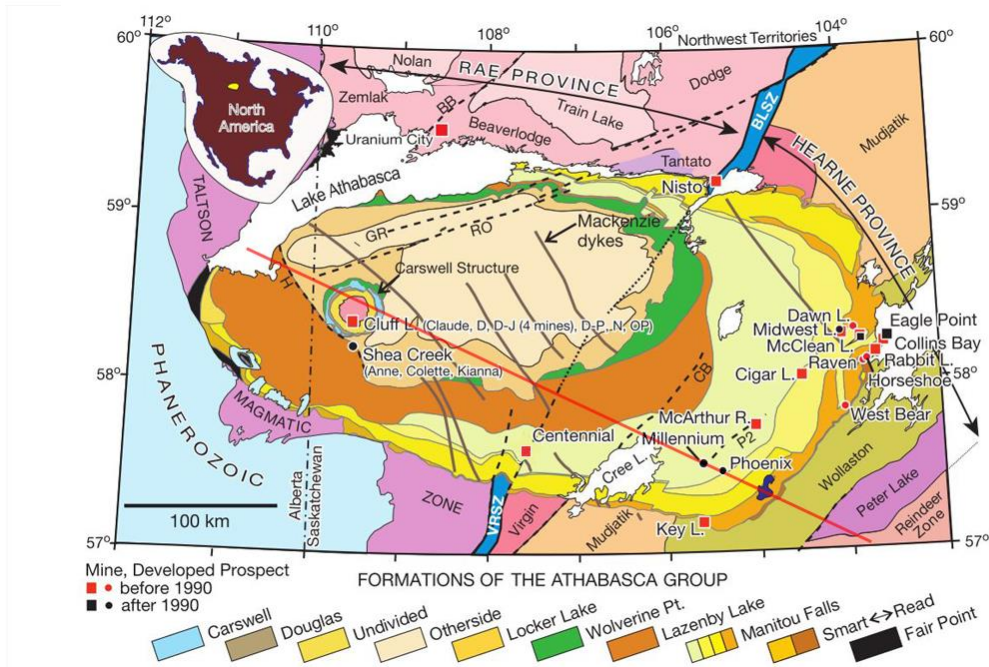 112°
110°
108°
106°
104°
60°
60°
Northwest Territories
North
America
Nolan
RAE PROVINCE
Dodge
Zemlak
BB
Train Lake
BLSZ
Uranium City
Beaverlodge
Mudjatik
Tantato
HEARNE PROVINCE
TALTSON
Lake Athabasca
Nisto
59°
59°
GR
RO
Mackenzie
dykes
Carswell Structure
H
Cluff L. (Claude, D, D-J (4 mines), D-P, N, OP)
Shea Creek
(Anne, Colette, Kianna)
Dawn L.
Midwest L.
McClean L.
Eagle Point
Collins Bay
Raven
Rabbit L.
Horseshoe
58°
58°
PHANEROZOIC
CB
Cigar L.
West Bear
MAGMATIC
McArthur R.
Centennial
Millennium
P2
Phoenix
Cree L.
Wollaston
Alberta
Saskatchewan
ZONE
VRSZ
Virgin
Mudjatik
Key L.
Peter Lake
Reindeer
Zone
100 km
57°
57°
Mine, Developed Prospect
before 1990
after 1990
FORMATIONS OF THE ATHABASCA GROUP
Carswell
Douglas
Undivided
Otherside
Locker Lake
Wolverine Pt.
Lazenby Lake
Manitou Falls
Smart<->Read
Fair Point